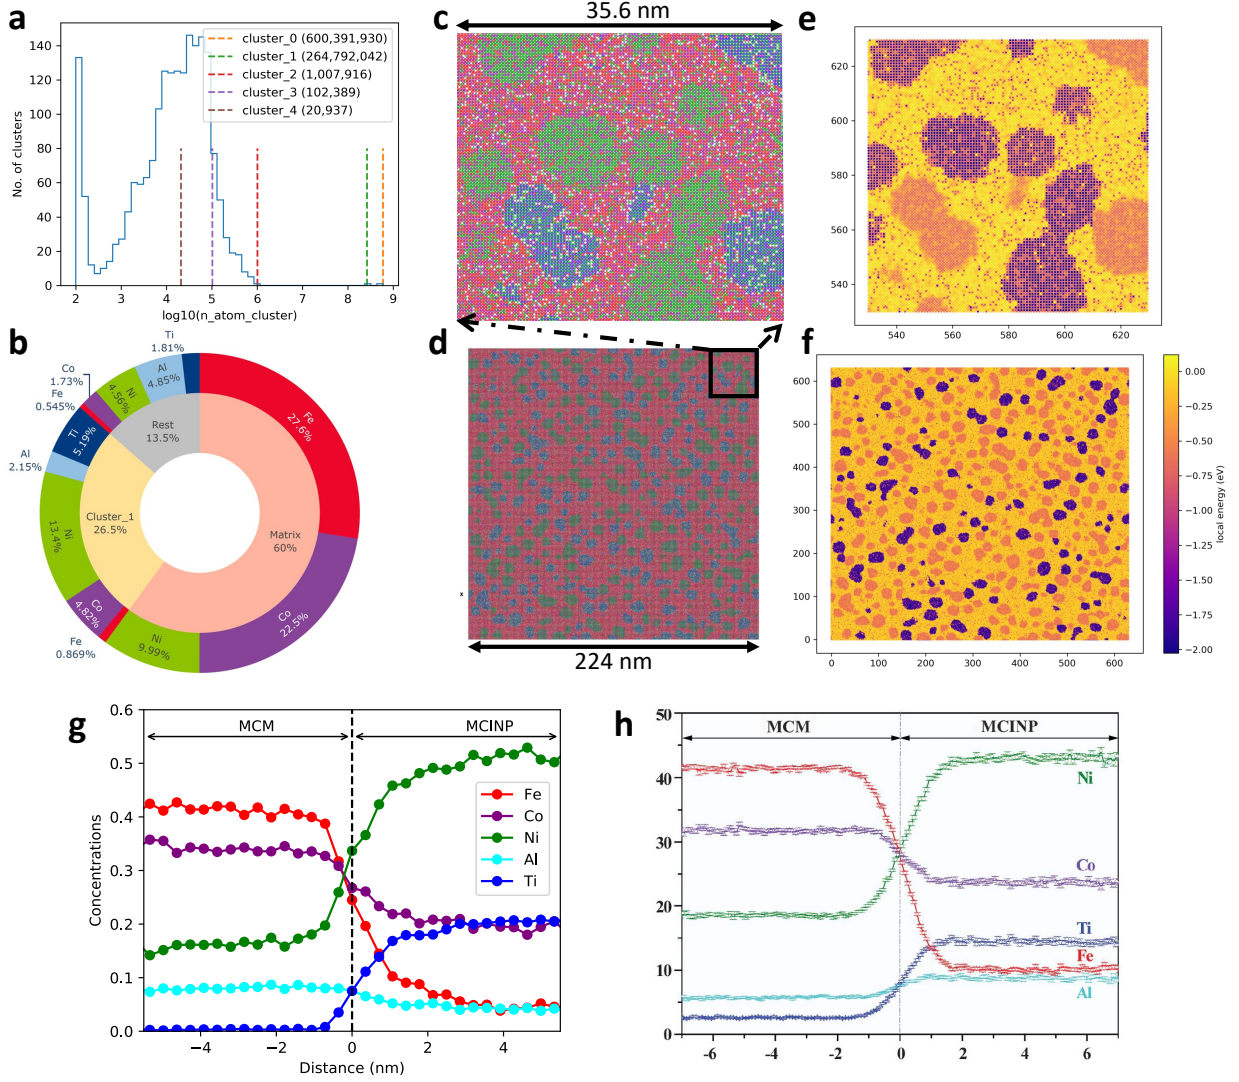 a
140
120
100
80
60
40
20
0
No. of clusters
2
3
4
5
6
7
8
9
log10(n_atom_cluster)
cluster_0 (600,391,930)
cluster_1 (264,792,042)
cluster_2 (1,007,916)
cluster_3 (102,389)
cluster_4 (20,937)
b
Ti
1.81%
Al
4.85%
Ni
4.56%
Co
1.73%
Fe
0.545%
Ti
5.19%
Al
2.15%
Ni
13.4%
Co
4.82%
Fe
0.869%
Ni
9.99%
Co
22.5%
Fe
27.6%
Rest
13.5%
Cluster_1
26.5%
Matrix
60%
c
35.6 nm
d
x
224 nm
e
620
600
580
560
540
540
560
580
600
620
f
600
500
400
300
200
100
0
0
100
200
300
400
500
600
0.00
−0.25
−0.50
−0.75
−1.00
−1.25
−1.50
−1.75
−2.00
local energy (eV)
g
0.6
0.5
0.4
0.3
0.2
0.1
0.0
Concentrations
MCM
MCINP
Fe
Co
Ni
Al
Ti
−4
−2
0
2
4
Distance (nm)
h
50
40
30
20
10
0
MCM
MCINP
Ni
Co
Ti
Fe
Al
-6
-4
-2
0
2
4
6